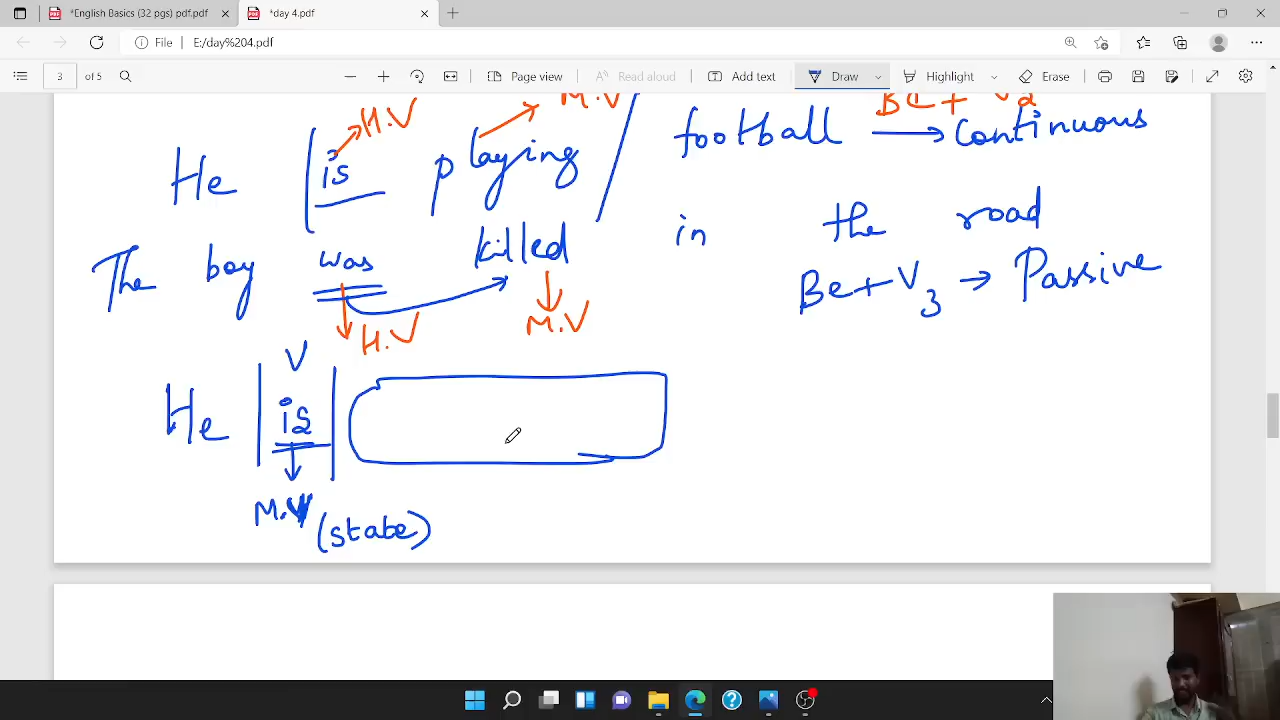 *English Basics (32 pgs) pdf.pdf
*day 4.pdf
File E:/day%204.pdf
3 of 5 Page view Read aloud Add text Draw Highlight Erase
H.V M.V Be + V
He is playing football → Continuous
The boy was killed in the road
Be+V3 → Passive
H.V M.V
V
He is
M.V (state)